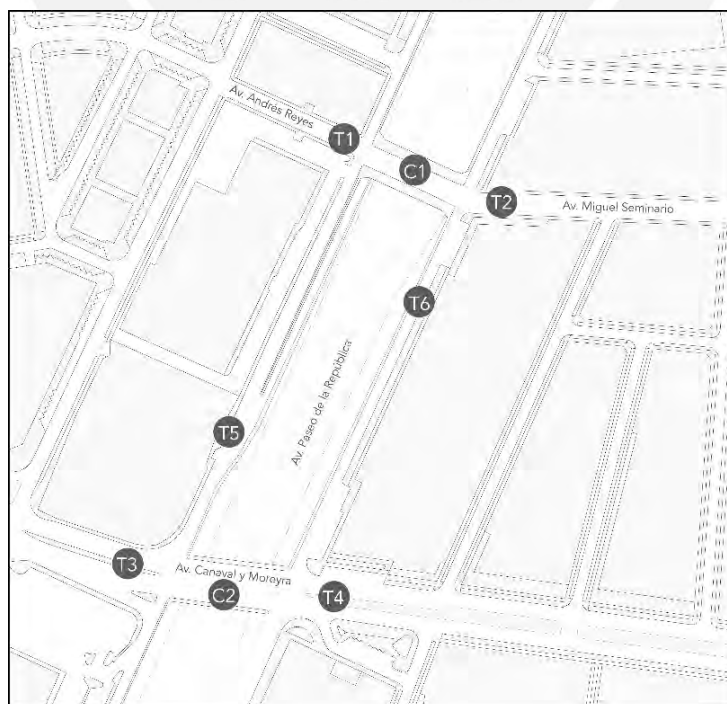 Av. Andrés Reyes
T1
C1
T2
Av. Miguel Seminario
T6
Av. Paseo de la República
T5
T3
Av. Canaval y Moreyra
C2
T4